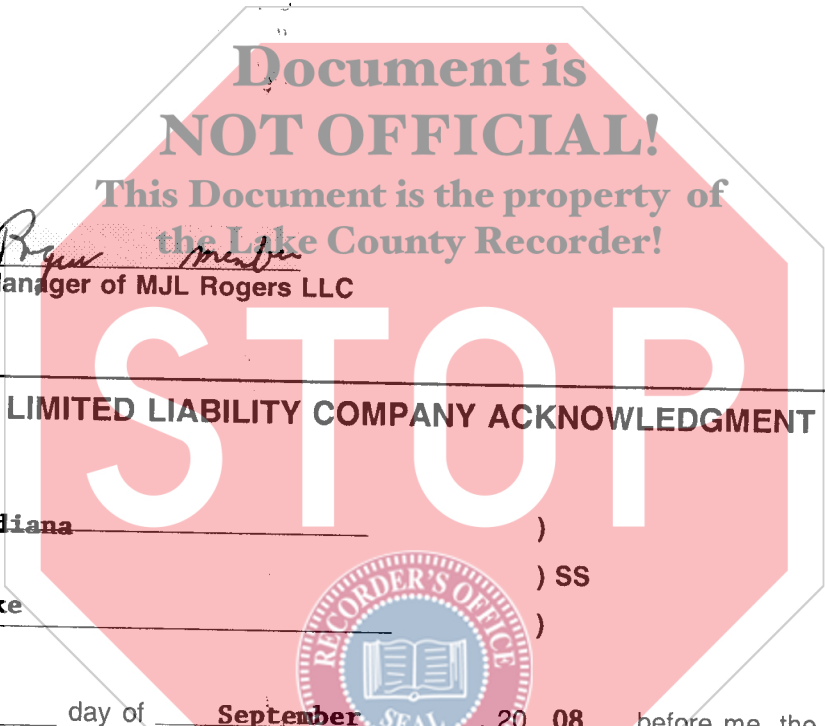 Document is
NOT OFFICIAL!
This Document is the property of
the Lake County Recorder!
member
anager of MJL Rogers LLC
STOP
LIMITED LIABILITY COMPANY ACKNOWLEDGMENT
diana )
) SS
ke )
RECORDER'S OFFICE
SEAL
day of September 20 08 before me, the